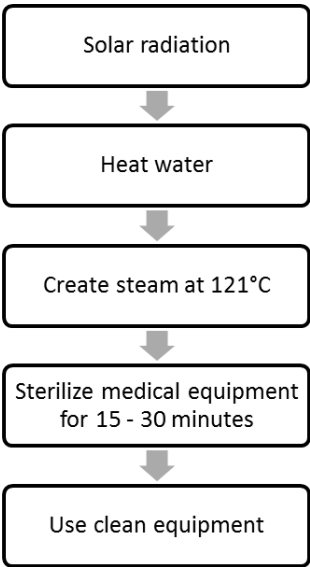 Solar radiation
Heat water
Create steam at 121°C
Sterilize medical equipment
for 15 - 30 minutes
Use clean equipment